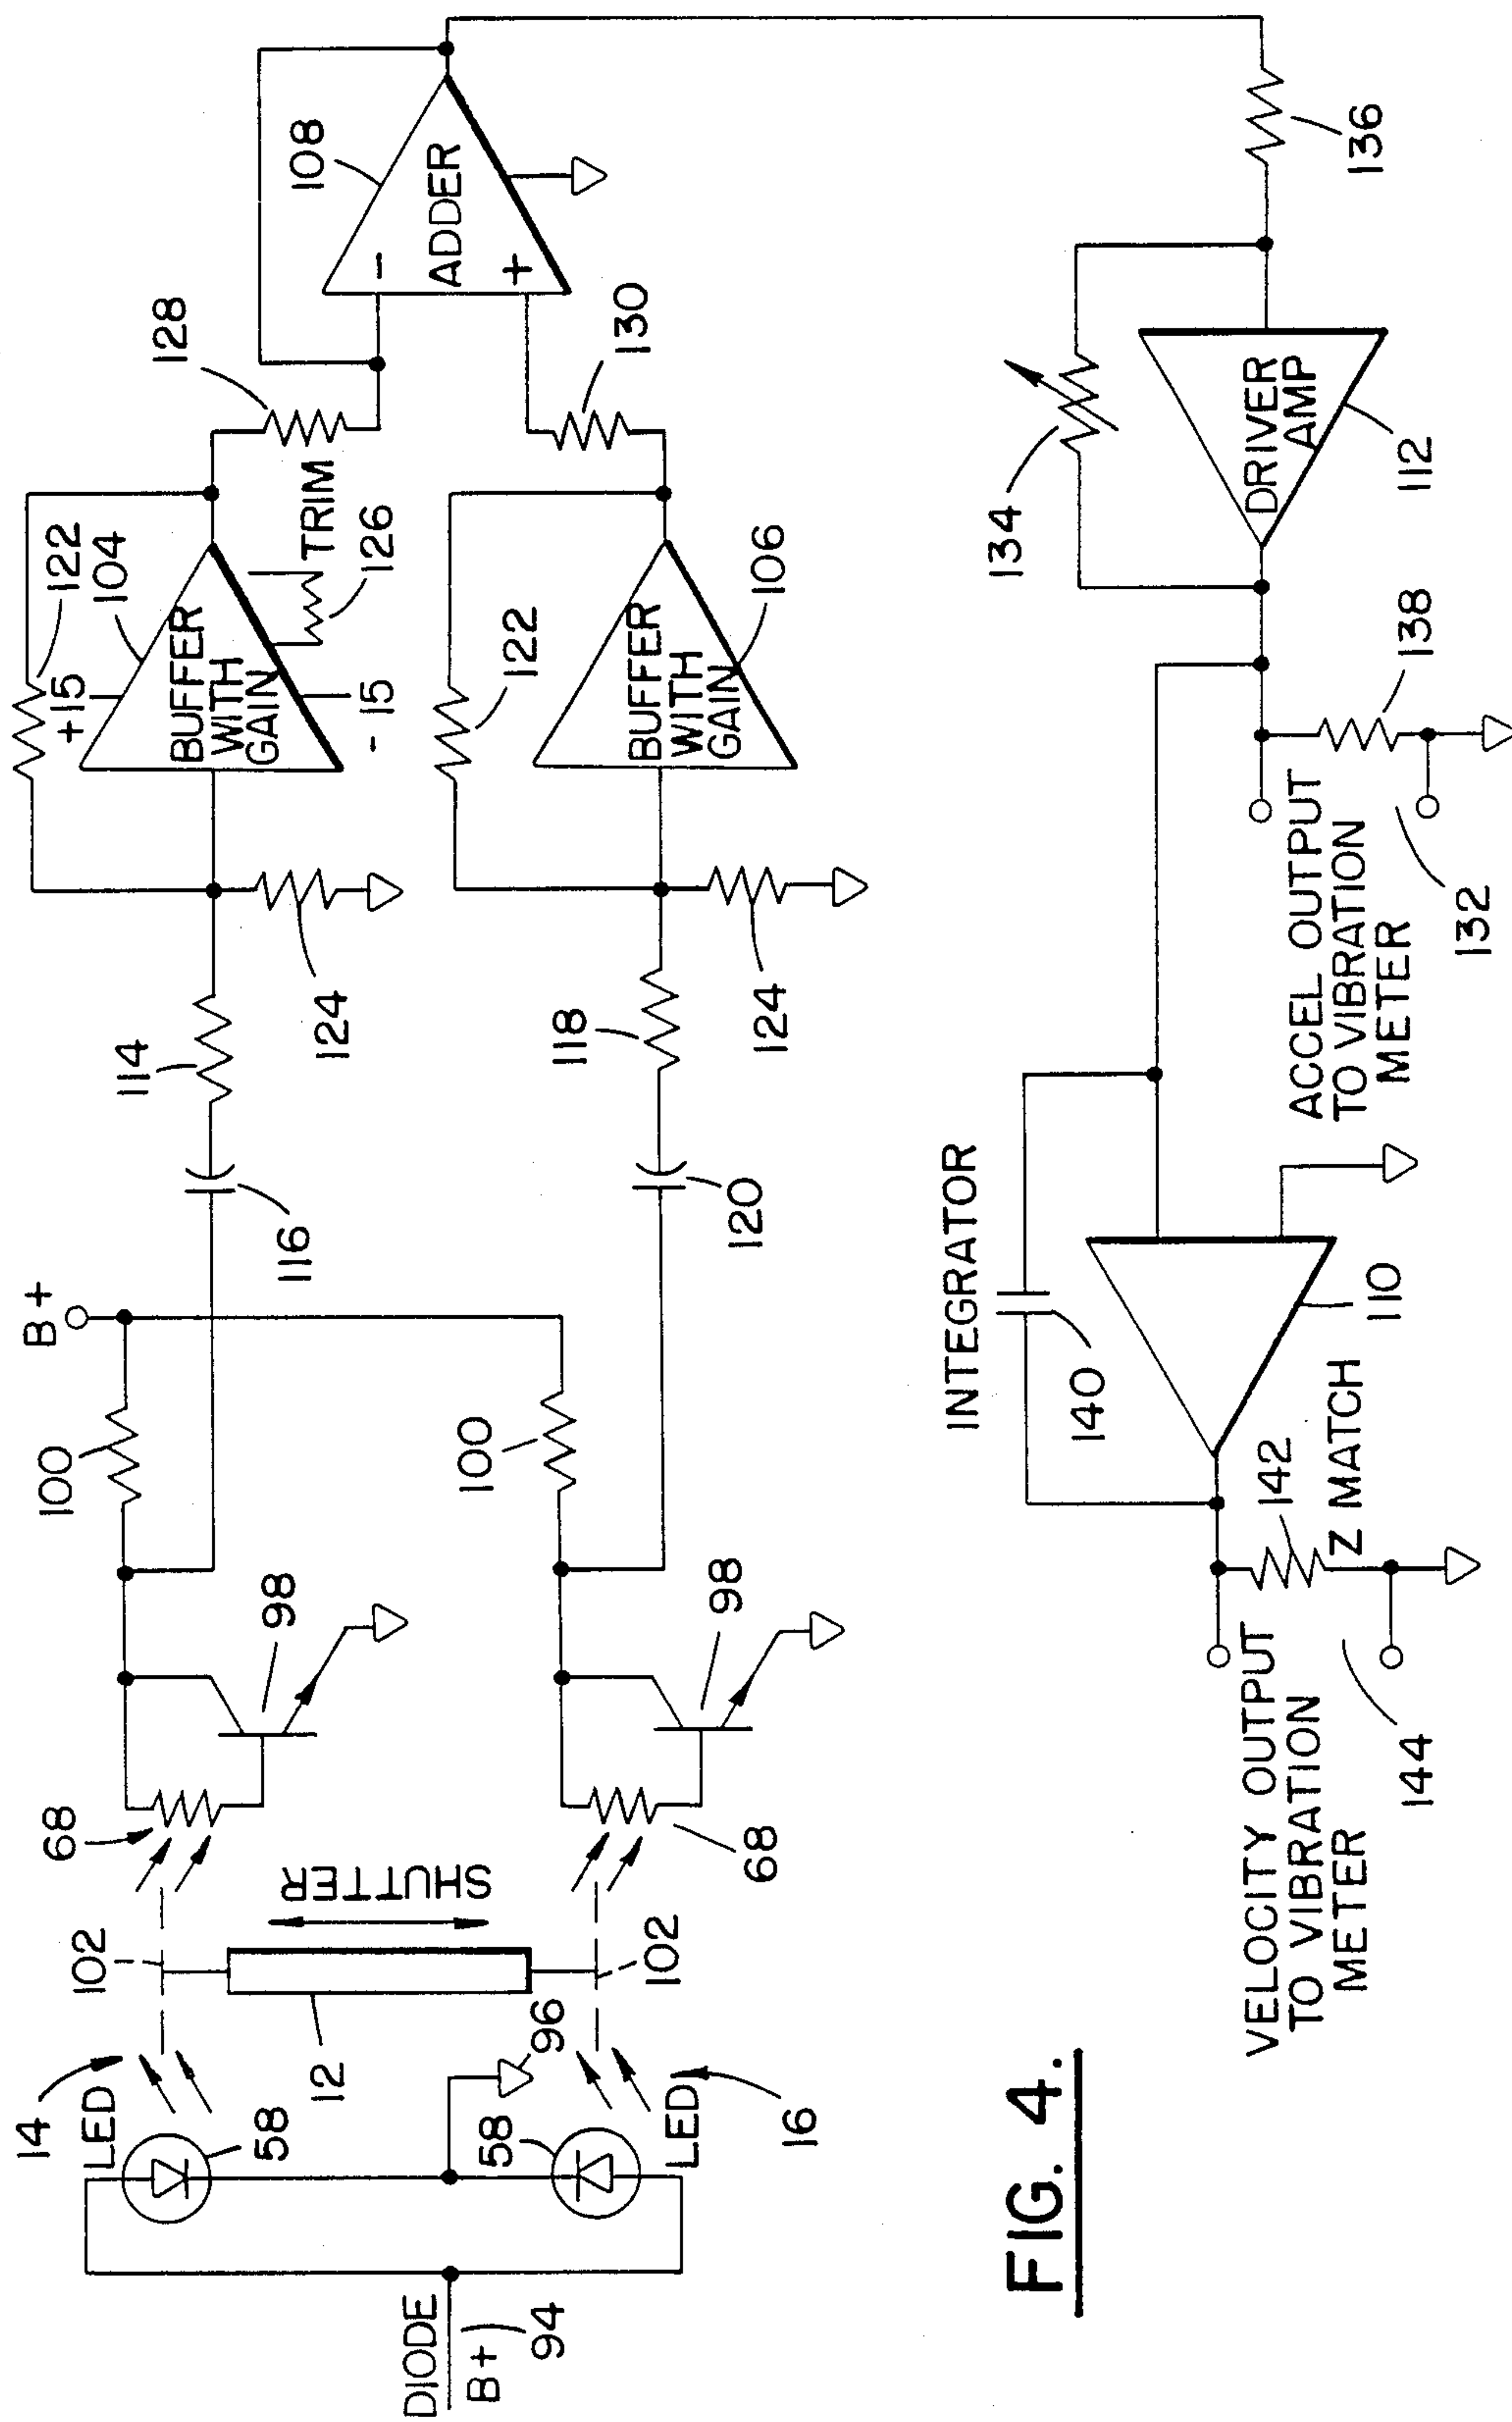 14
LED
58
DIODE
B+
94
58
LED
16
96
102
12
SHUTTER
102
68
98
100
B+
68
98
100
116
114
124
+15
122
104
BUFFER
WITH
GAIN
-15
TRIM
126
128
120
118
124
122
BUFFER
WITH
GAIN
106
130
108
-
ADDER
+
136
134
DRIVER
AMP
112
138
ACCEL OUTPUT
TO VIBRATION
METER
132
INTEGRATOR
140
110
142
Z MATCH
VELOCITY OUTPUT
TO VIBRATION
METER
144
FIG. 4.